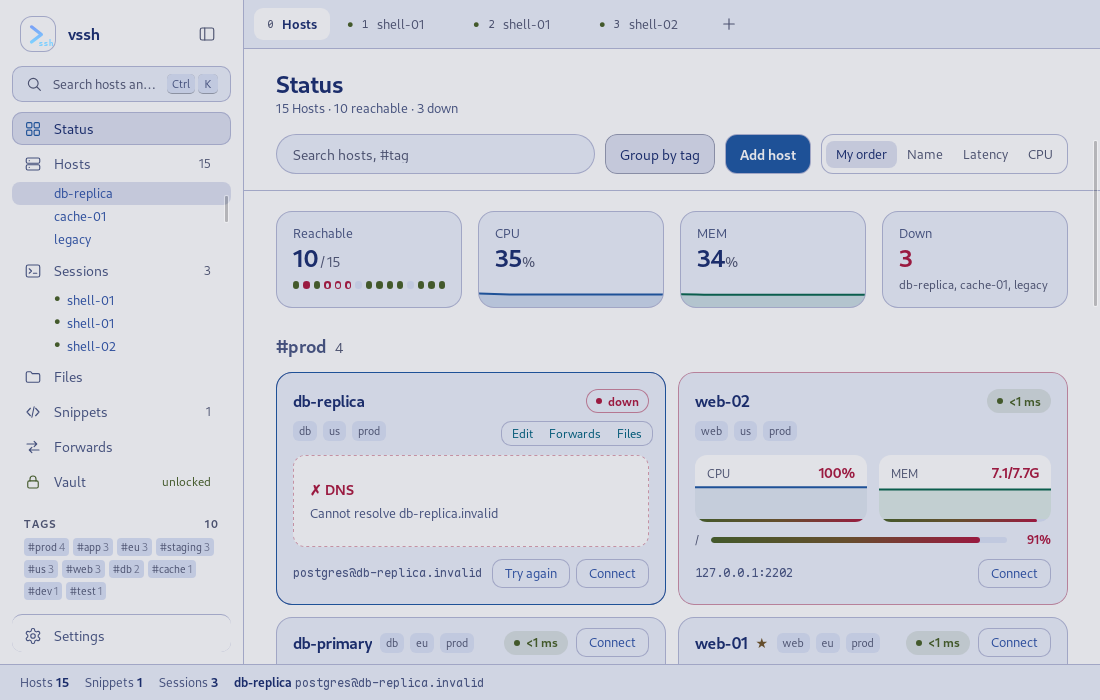 ssh
vssh
Search hosts an… Ctrl K
Status
Hosts 15
db-replica
cache-01
legacy
Sessions 3
shell-01
shell-01
shell-02
Files
Snippets 1
Forwards
Vault unlocked
TAGS 10
#prod 4 #app 3 #eu 3 #staging 3
#us 3 #web 3 #db 2 #cache 1
#dev 1 #test 1
Settings
0 Hosts 1 shell-01 2 shell-01 3 shell-02 +
Status
15 Hosts · 10 reachable · 3 down
Search hosts, #tag Group by tag Add host My order Name Latency CPU
Reachable
10 / 15
CPU
35%
MEM
34%
Down
3
db-replica, cache-01, legacy
#prod 4
db-replica down
db us prod Edit Forwards Files
✗ DNS
Cannot resolve db-replica.invalid
postgres@db-replica.invalid Try again Connect
web-02 <1 ms
web us prod
CPU 100% MEM 7.1/7.7G
/ 91%
127.0.0.1:2202 Connect
db-primary db eu prod <1 ms Connect
web-01 ★ web eu prod <1 ms Connect
Hosts 15 Snippets 1 Sessions 3 db-replica postgres@db-replica.invalid